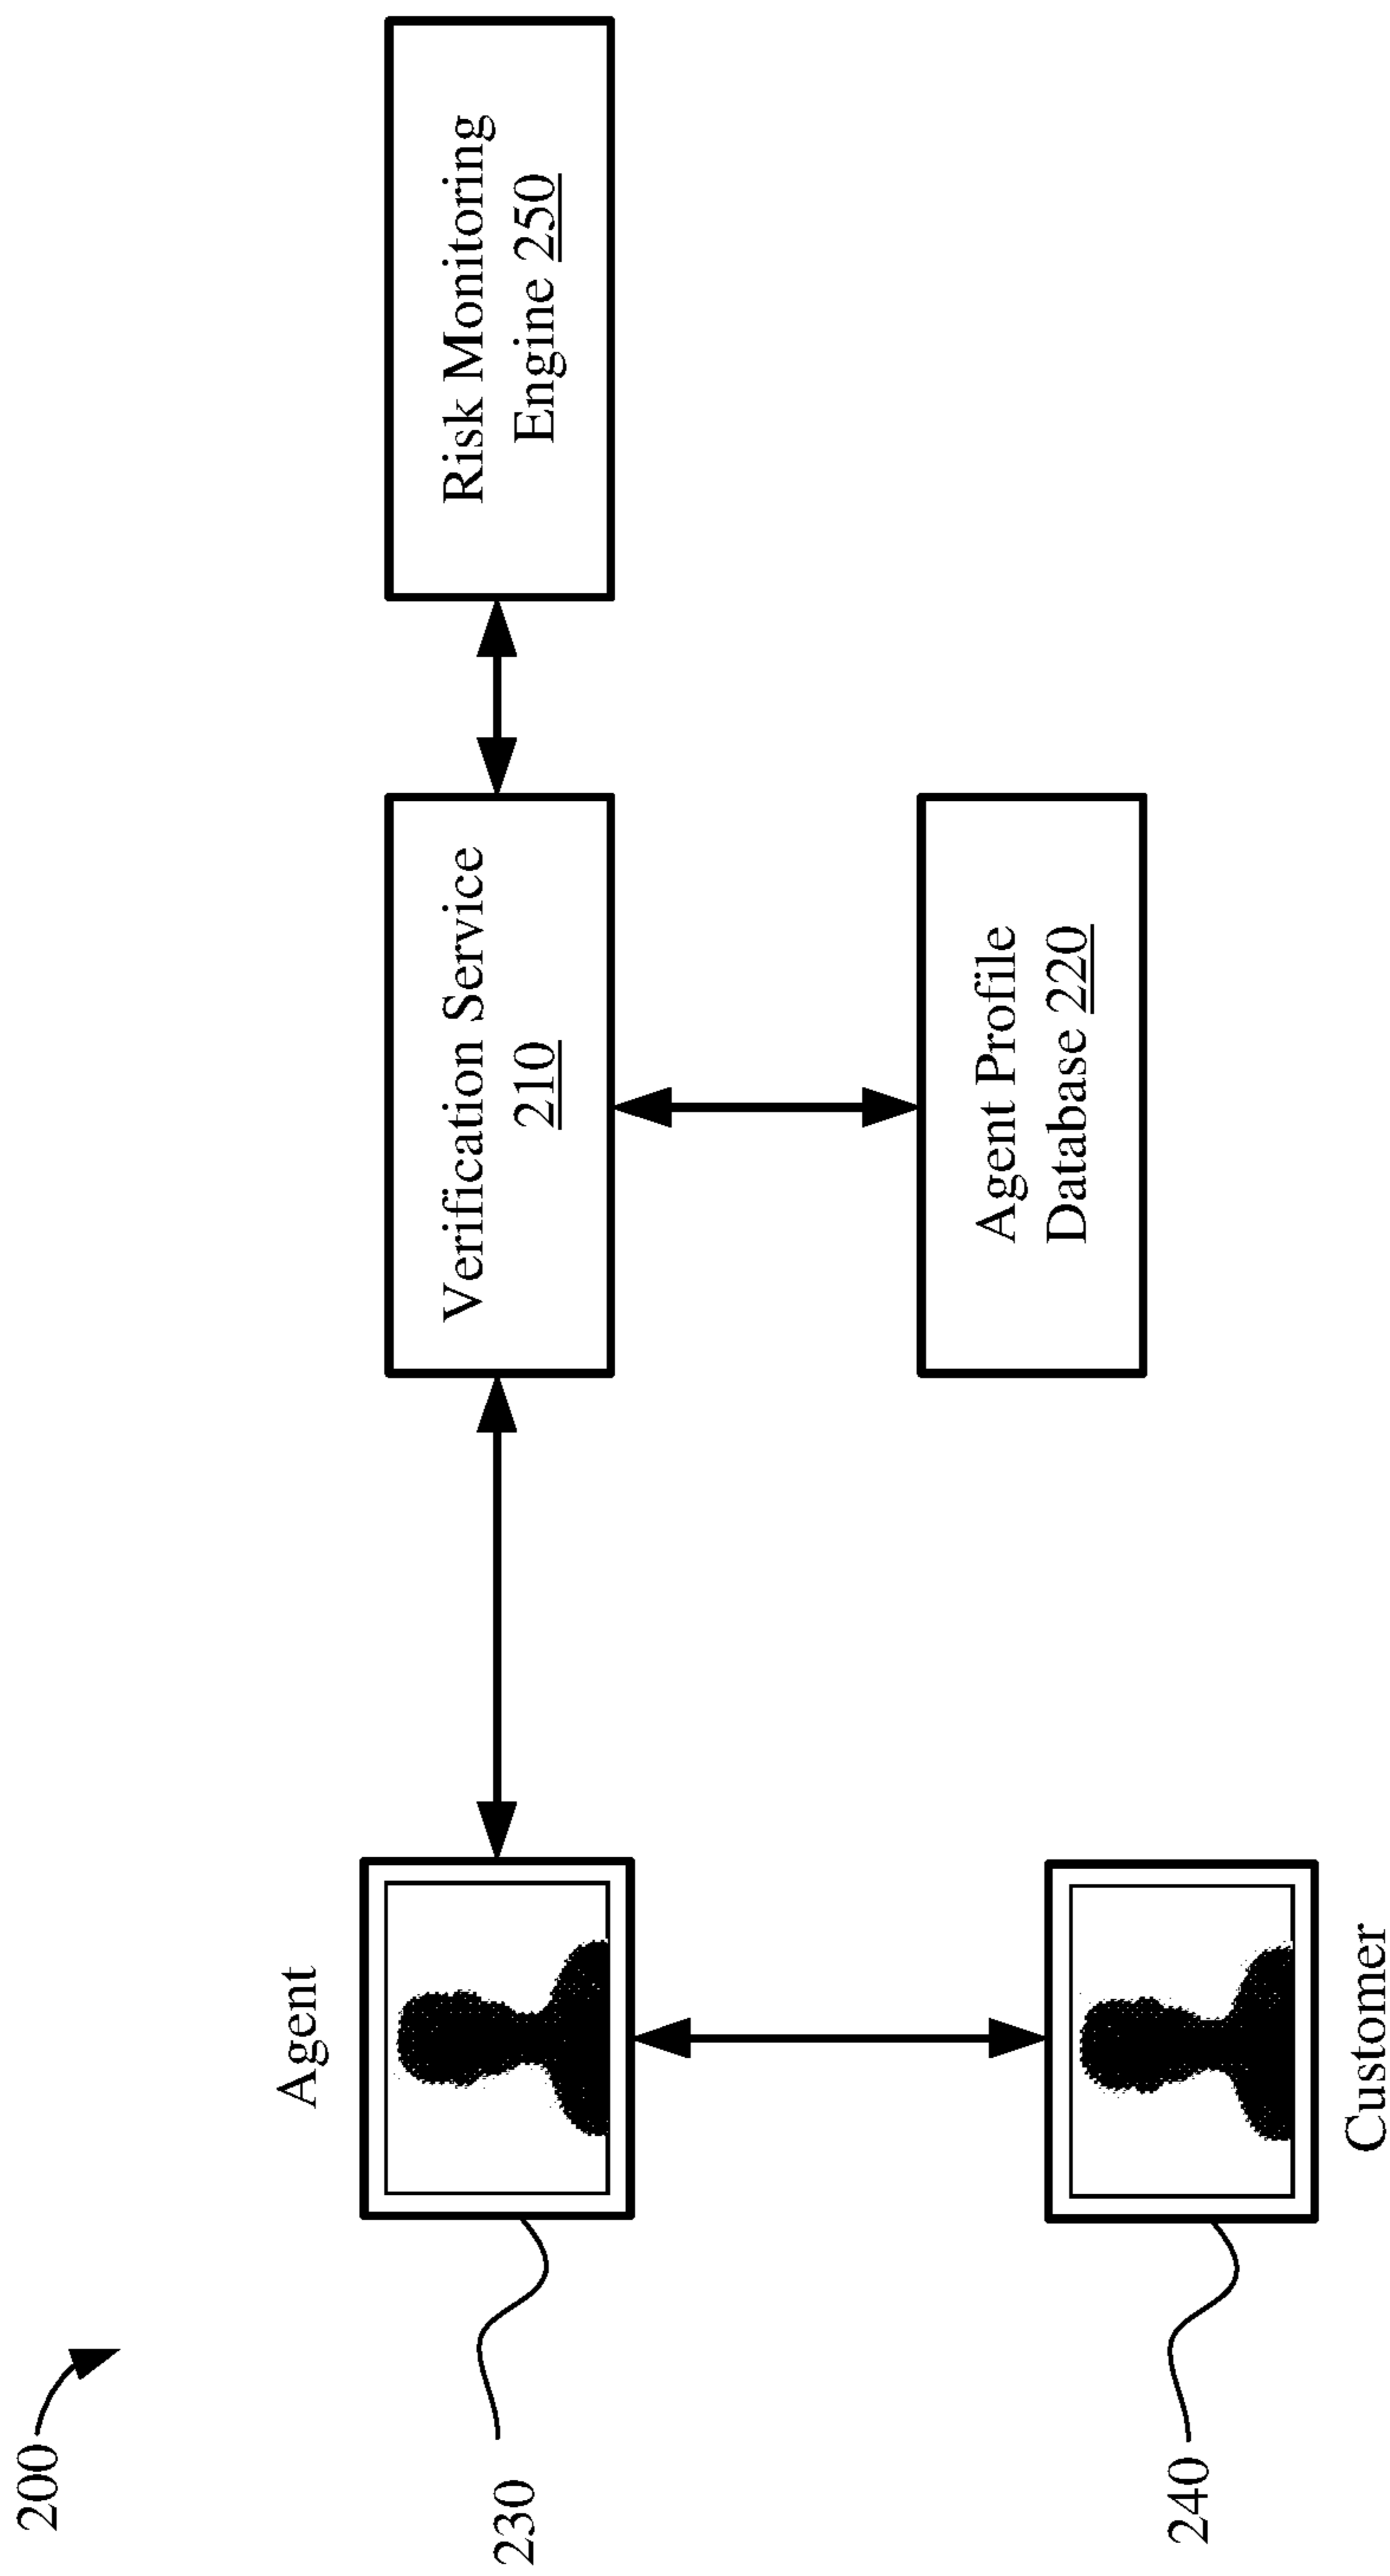 200
Agent
230
Verification Service
210
Risk Monitoring
Engine 250
Agent Profile
Database 220
240
Customer